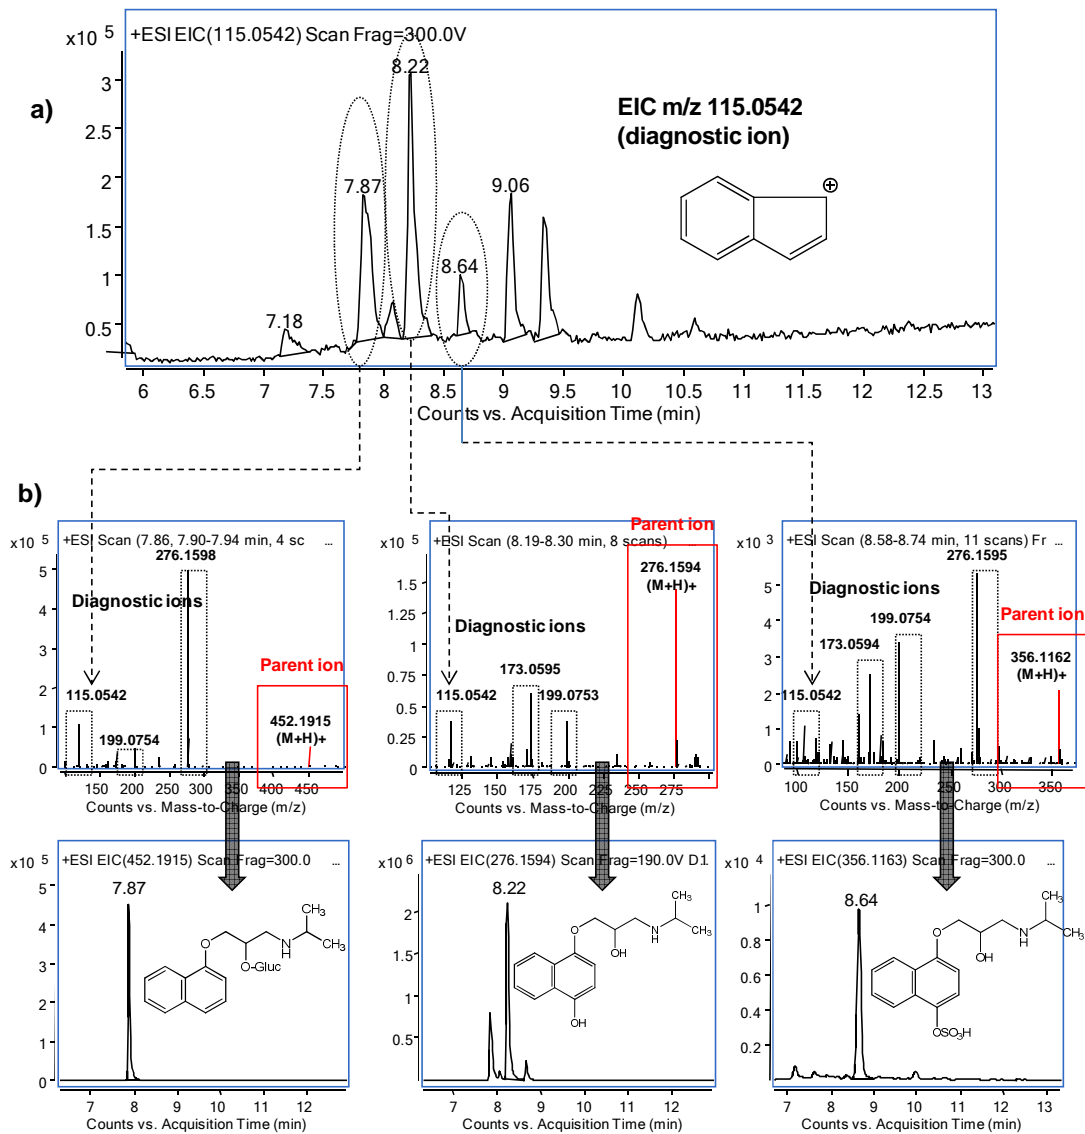 a)
x10 5
+ESI EIC(115.0542) Scan Frag=300.0V
3
2.5
2
1.5
1
0.5
7.18
7.87
8.22
8.64
9.06
EIC m/z 115.0542
(diagnostic ion)
⊕
6 6.5 7 7.5 8 8.5 9 9.5 10 10.5 11 11.5 12 12.5 13
Counts vs. Acquisition Time (min)
b)
x10 5
+ESI Scan (7.86, 7.90-7.94 min, 4 sc ...
276.1598
5
4
3
2
1
0
Diagnostic ions
Parent ion
115.0542
199.0754
452.1915
(M+H)+
100 150 200 250 300 350 400 450
Counts vs. Mass-to-Charge (m/z)
x10 5
+ESI Scan (8.19-8.30 min, 8 scans) ...
Parent ion
276.1594
(M+H)+
1.5
1.25
1
0.75
0.5
0.25
0
Diagnostic ions
173.0595
115.0542
199.0753
125 150 175 200 225 250 275
Counts vs. Mass-to-Charge (m/z)
x10 3
+ESI Scan (8.58-8.74 min, 11 scans) Fr ...
276.1595
5
4
3
2
1
0
Diagnostic ions
199.0754
173.0594
115.0542
Parent ion
356.1162
(M+H)+
100 150 200 250 300 350
Counts vs. Mass-to-Charge (m/z)
x10 5
+ESI EIC(452.1915) Scan Frag=300.0 ...
7.87
5
4
3
2
1
0
CH3
O
N
H
CH3
O-Gluc
7 8 9 10 11 12
Counts vs. Acquisition Time (min)
x10 6
+ESI EIC(276.1594) Scan Frag=190.0V D1
8.22
2
1.5
1
0.5
CH3
O
N
H
CH3
OH
OH
7 8 9 10 11 12
Counts vs. Acquisition Time (min)
x10 4
+ESI EIC(356.1163) Scan Frag=300.0 ...
8.64
1
0.8
0.6
0.4
0.2
CH3
O
N
H
CH3
OH
OSO3H
7 8 9 10 11 12 13
Counts vs. Acquisition Time (min)